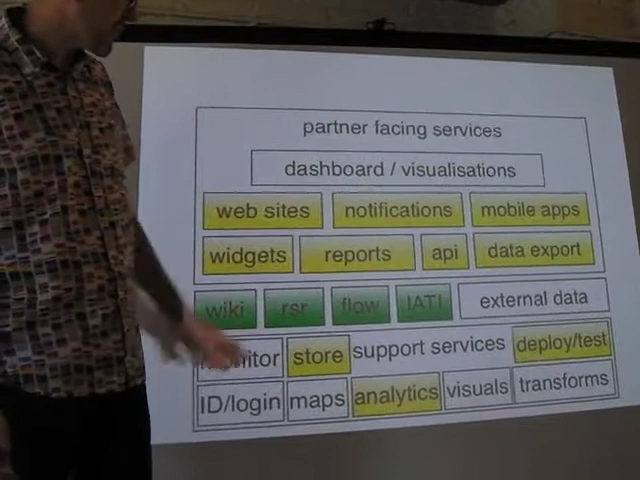 partner facing services
dashboard / visualisations
web sites notifications mobile apps
widgets reports api data export
wiki rsr flow IATI external data
monitor store support services deploy/test
ID/login maps analytics visuals transforms